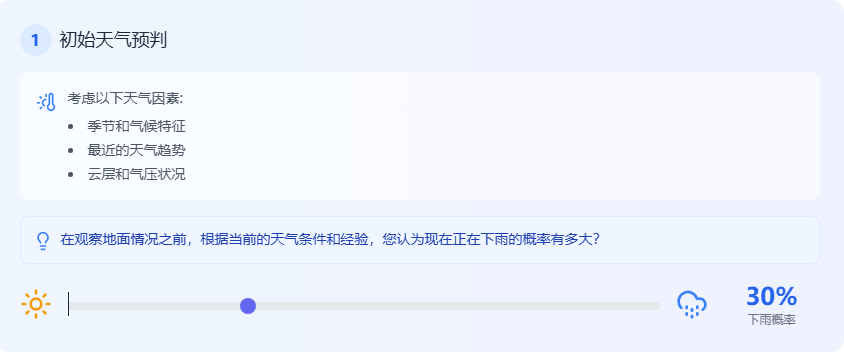 1 初始天气预判
考虑以下天气因素:
• 季节和气候特征
• 最近的天气趋势
• 云层和气压状况
在观察地面情况之前，根据当前的天气条件和经验，您认为现在正在下雨的概率有多大?
30%
下雨概率